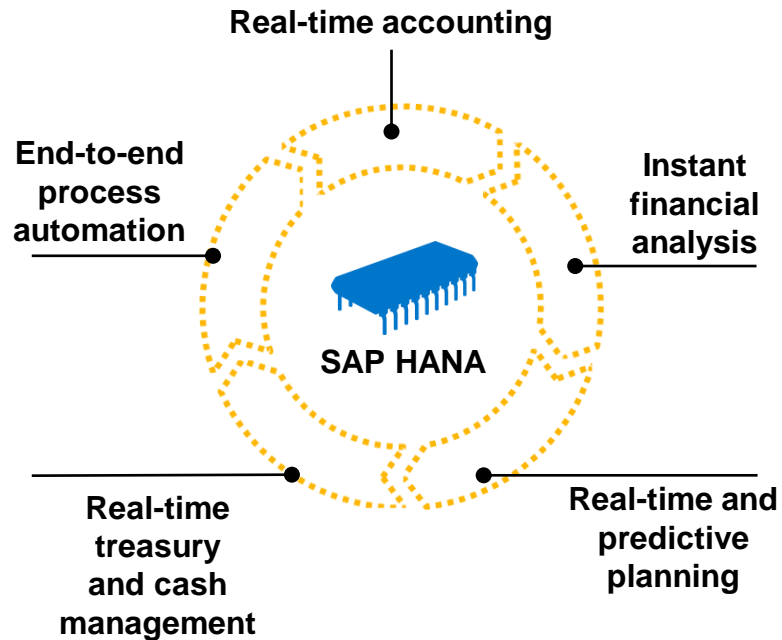 Real-time accounting
End-to-end
process
automation
Instant
financial
analysis
SAP HANA
Real-time
treasury
and cash
management
Real-time and
predictive
planning